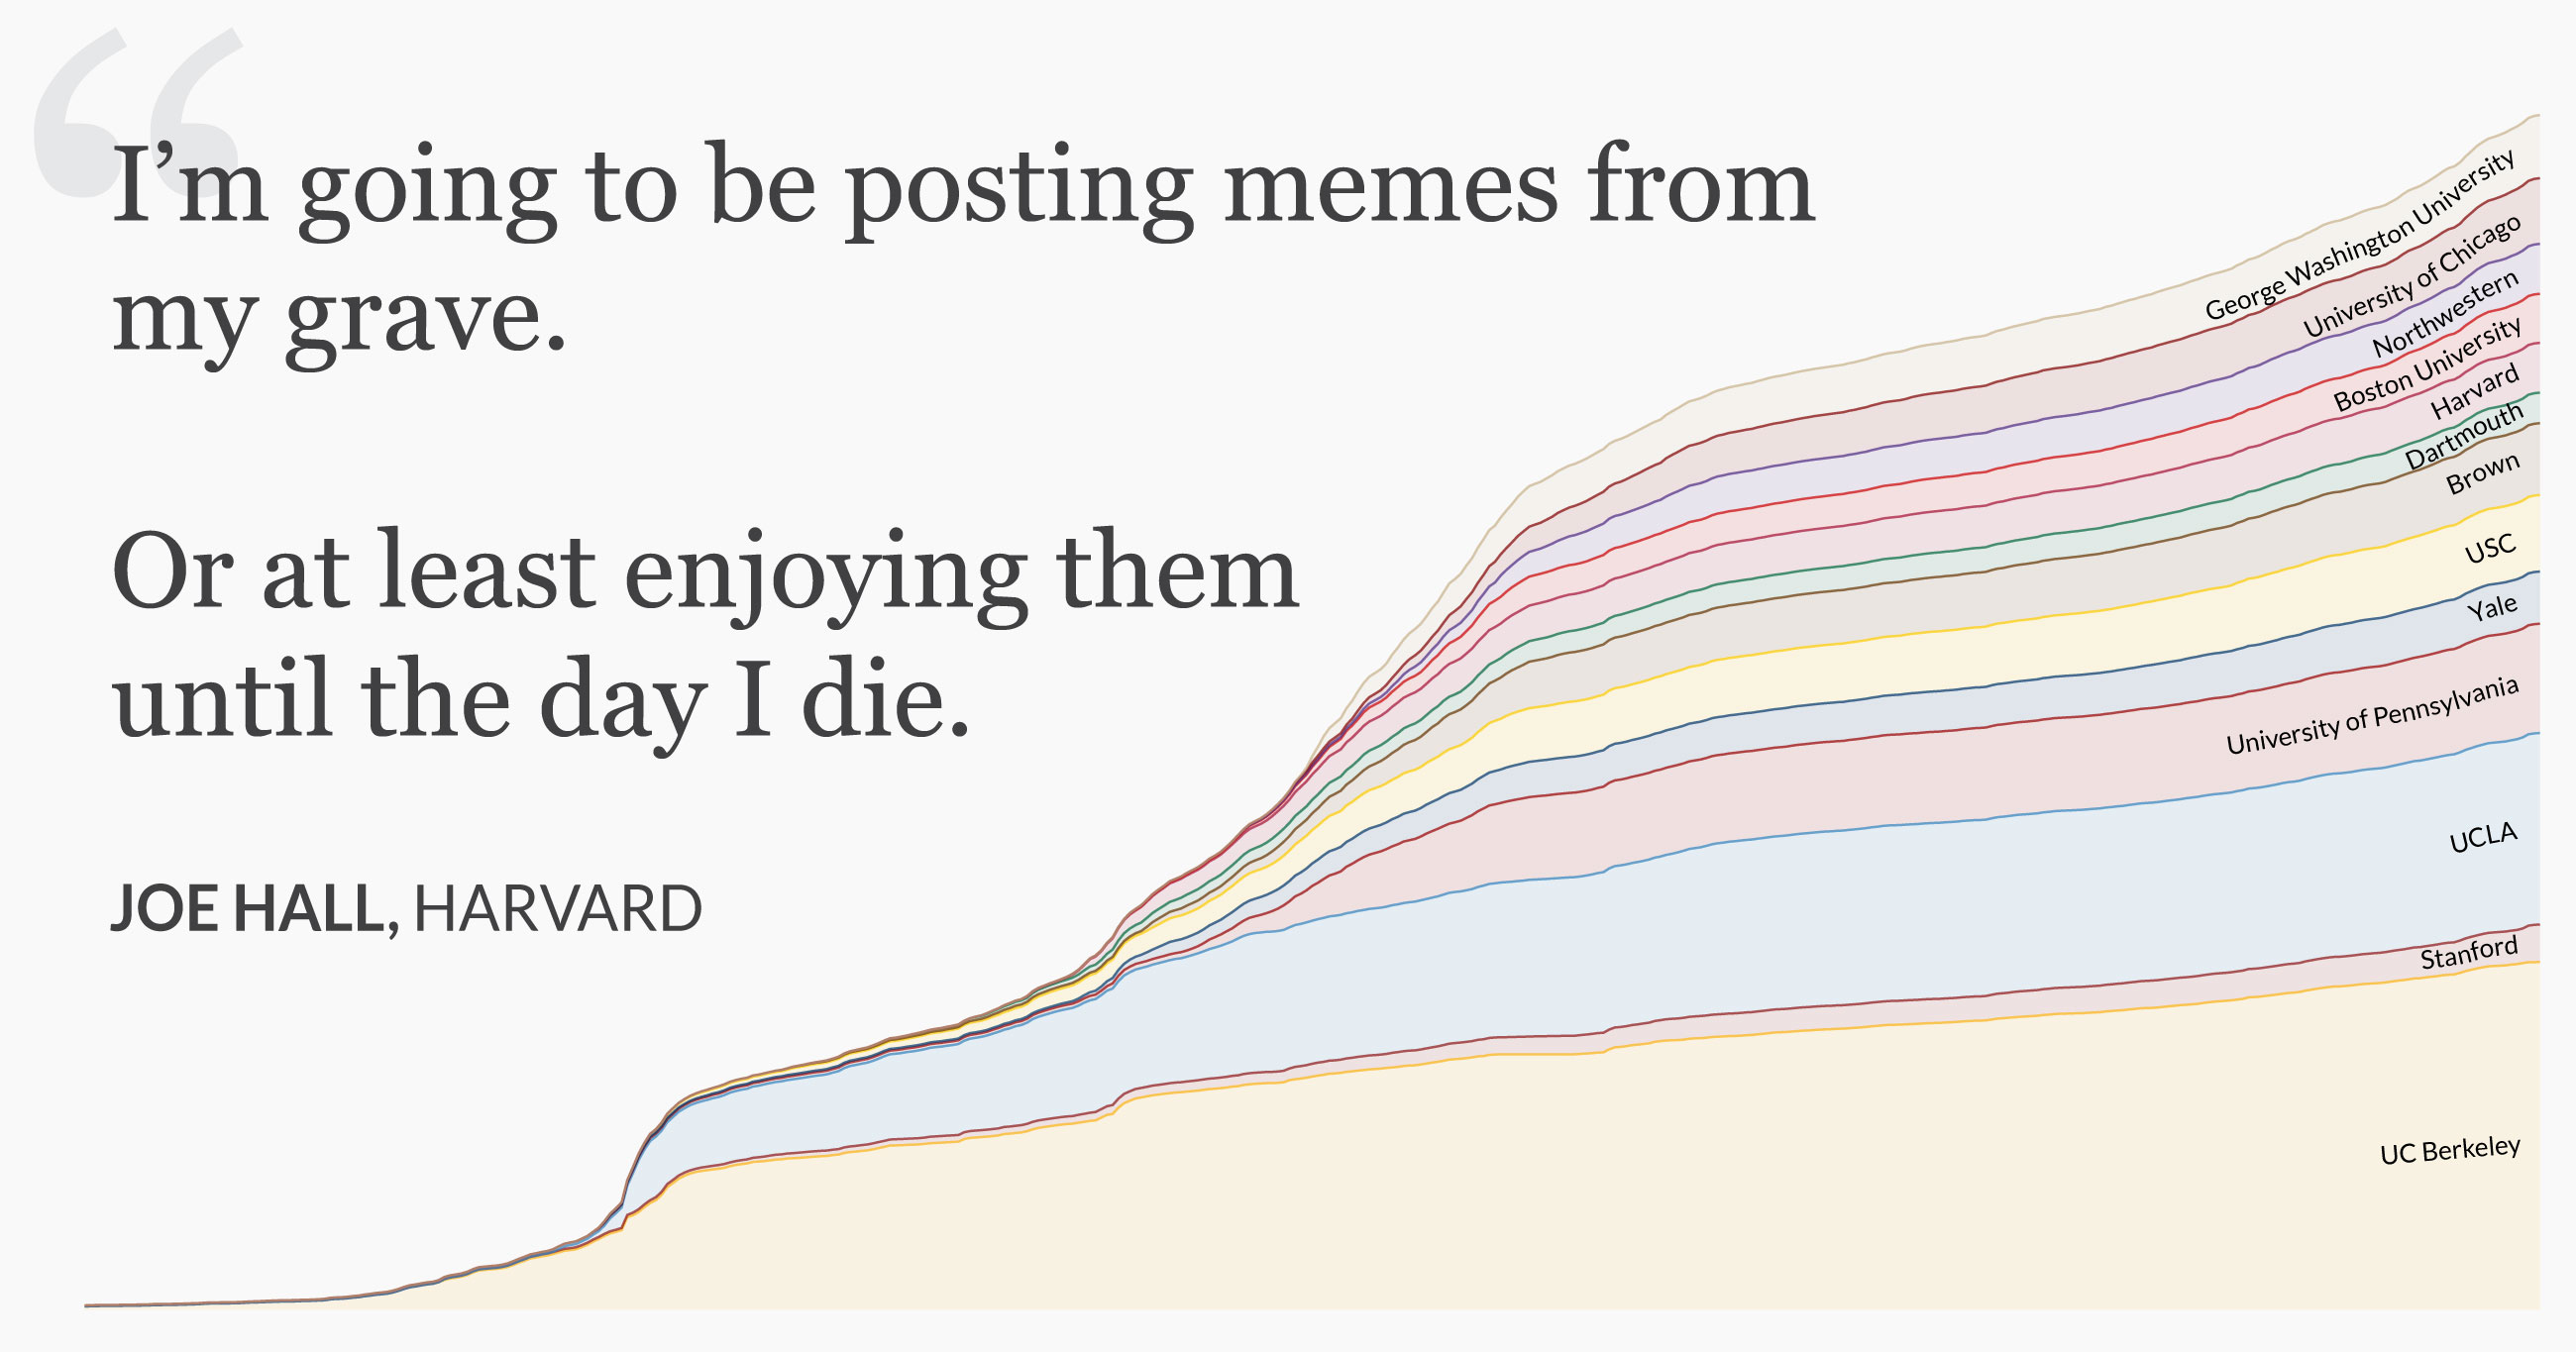 “
I’m going to be posting memes from
my grave.
Or at least enjoying them
until the day I die.
JOE HALL, HARVARD
George Washington University
University of Chicago
Northwestern
Boston University
Harvard
Dartmouth
Brown
USC
Yale
University of Pennsylvania
UCLA
Stanford
UC Berkeley